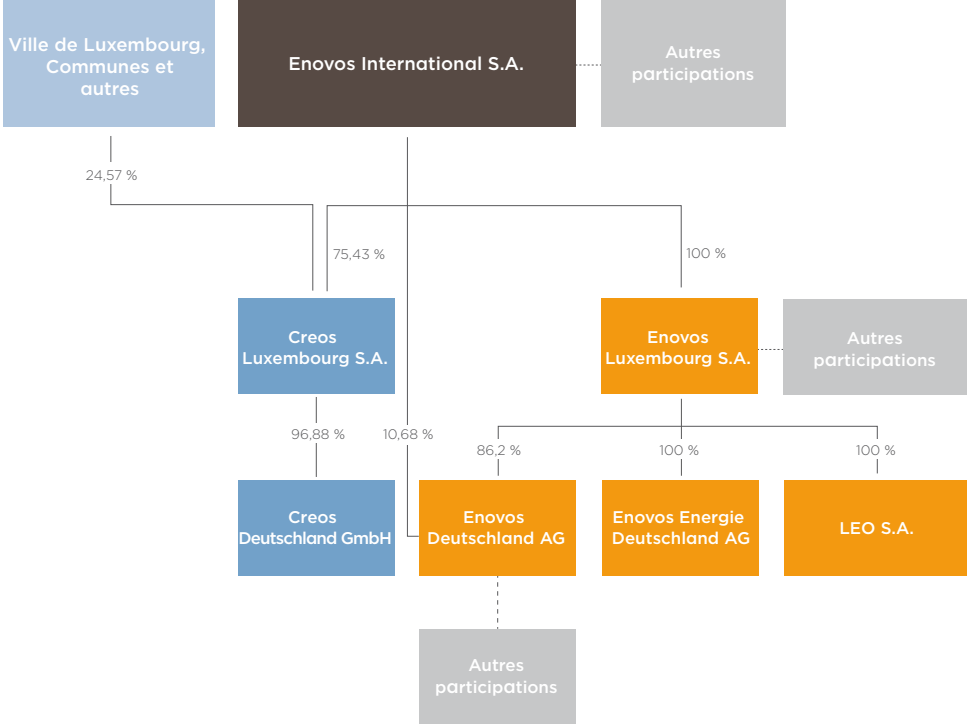 Ville de Luxembourg,
Communes et
autres
Enovos International S.A.
Autres
participations
24,57 %
75,43 %
100 %
Creos
Luxembourg S.A.
Enovos
Luxembourg S.A.
Autres
participations
96,88 %
10,68 %
86,2 %
100 %
100 %
Creos
Deutschland GmbH
Enovos
Deutschland AG
Enovos Energie
Deutschland AG
LEO S.A.
Autres
participations